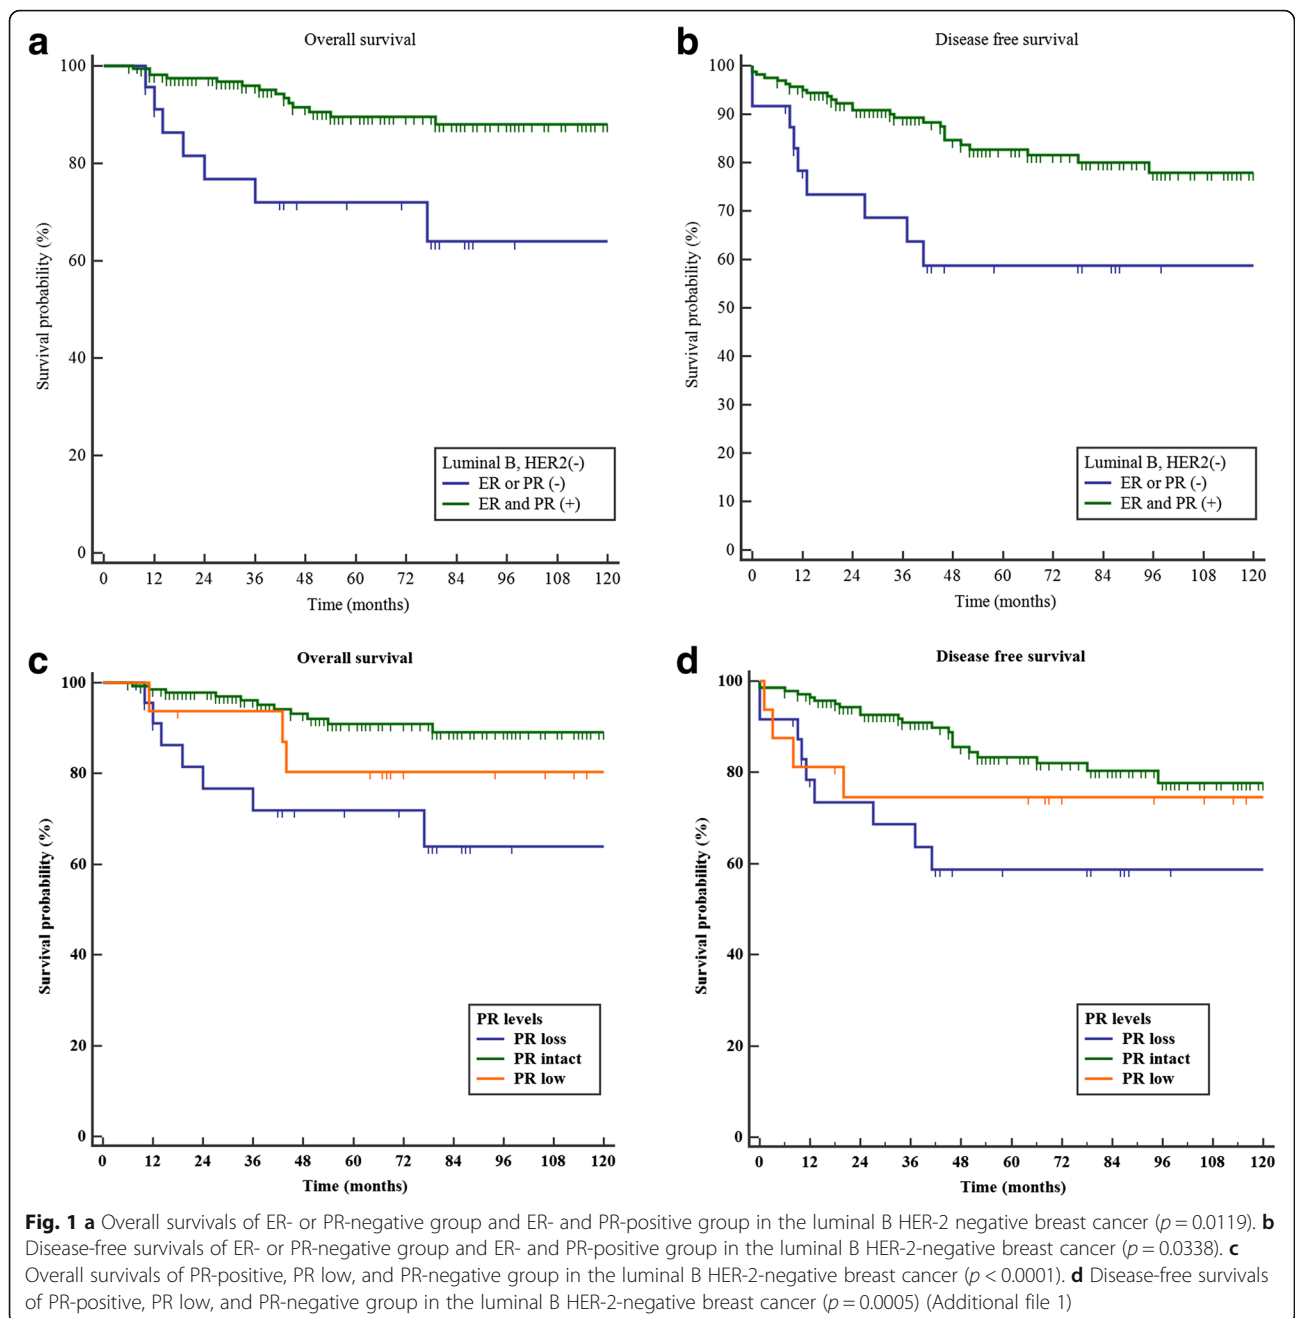 a
Overall survival
100
80
60
40
20
0
Survival probability (%)
0 12 24 36 48 60 72 84 96 108 120
Time (months)
Luminal B, HER2(-)
ER or PR (-)
ER and PR (+)
b
Disease free survival
100
90
80
70
60
50
40
30
20
10
0
Survival probability (%)
0 12 24 36 48 60 72 84 96 108 120
Time (months)
Luminal B, HER2(-)
ER or PR (-)
ER and PR (+)
c
Overall survival
100
80
60
40
20
0
Survival probability (%)
0 12 24 36 48 60 72 84 96 108 120
Time (months)
PR levels
PR loss
PR intact
PR low
d
Disease free survival
100
80
60
40
20
0
Survival probability (%)
0 12 24 36 48 60 72 84 96 108 120
Time (months)
PR levels
PR loss
PR intact
PR low
Fig. 1 a Overall survivals of ER- or PR-negative group and ER- and PR-positive group in the luminal B HER-2 negative breast cancer (p = 0.0119). b
Disease-free survivals of ER- or PR-negative group and ER- and PR-positive group in the luminal B HER-2-negative breast cancer (p = 0.0338). c
Overall survivals of PR-positive, PR low, and PR-negative group in the luminal B HER-2-negative breast cancer (p < 0.0001). d Disease-free survivals
of PR-positive, PR low, and PR-negative group in the luminal B HER-2-negative breast cancer (p = 0.0005) (Additional file 1)